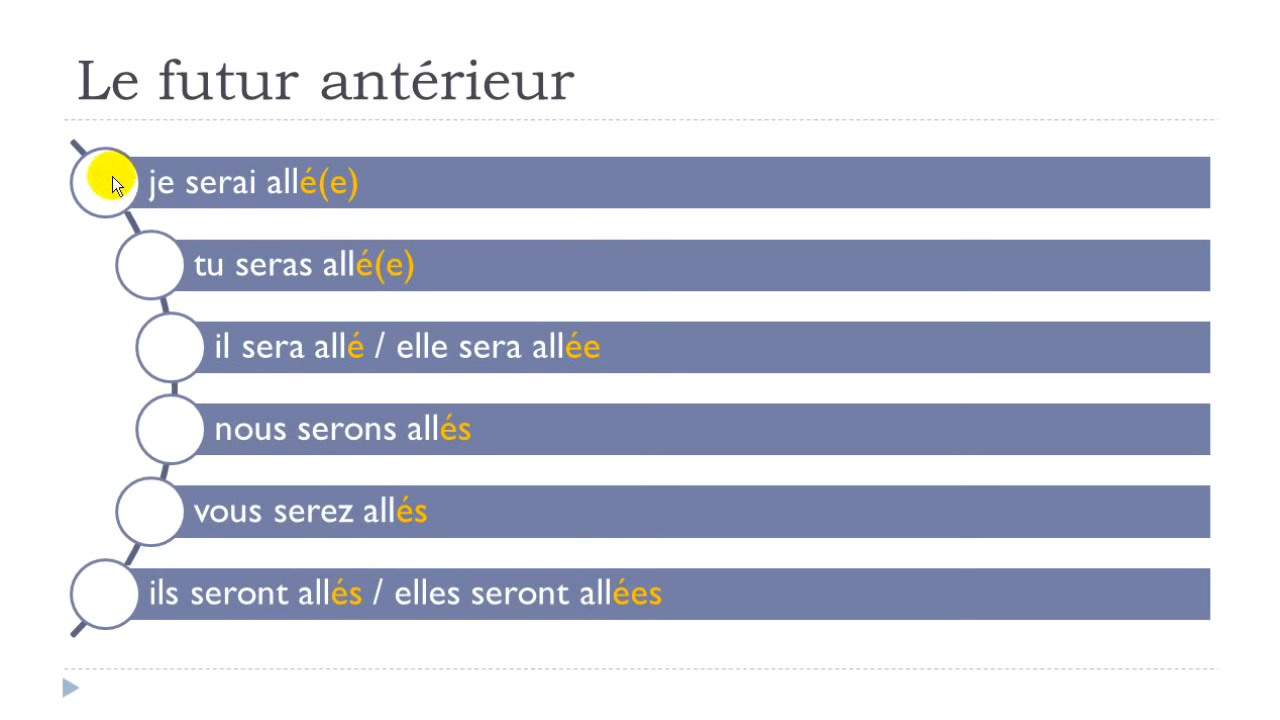 Le futur antérieur
je serai allé(e)
tu seras allé(e)
il sera allé / elle sera allée
nous serons allés
vous serez allés
ils seront allés / elles seront allées